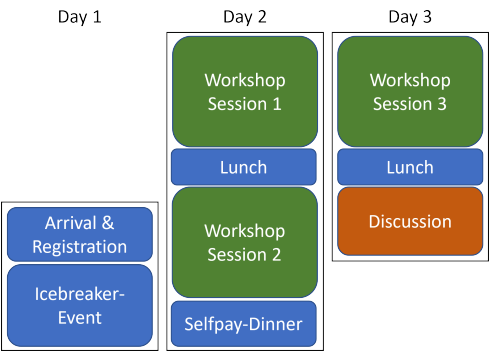 Day 1
Arrival &
Registration
Icebreaker-
Event
Day 2
Workshop
Session 1
Lunch
Workshop
Session 2
Selfpay-Dinner
Day 3
Workshop
Session 3
Lunch
Discussion